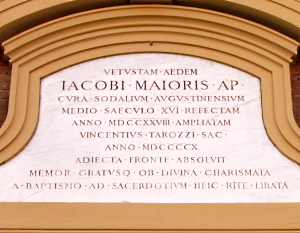 VETVSTAM · AEDEM
IACOBI · MAIORIS · AP ·
CVRA · SODALIVM · AVGVSTINENSIVM
MEDIO · SAECVLO · XVI · REFECTAM
ANNO · MDCCXXVIII · AMPLIATAM
VINCENTIVS · TAROZZI · SAC ·
ANNO · MDCCCCX
ADIECTA · FRONTE · ABSOLVIT
MEMOR · GRATVSQ · OB · DIVINA · CHARISMATA
A · BAPTISMO · AD · SACERDOTIVM · HEIC · RITE · LIBATA